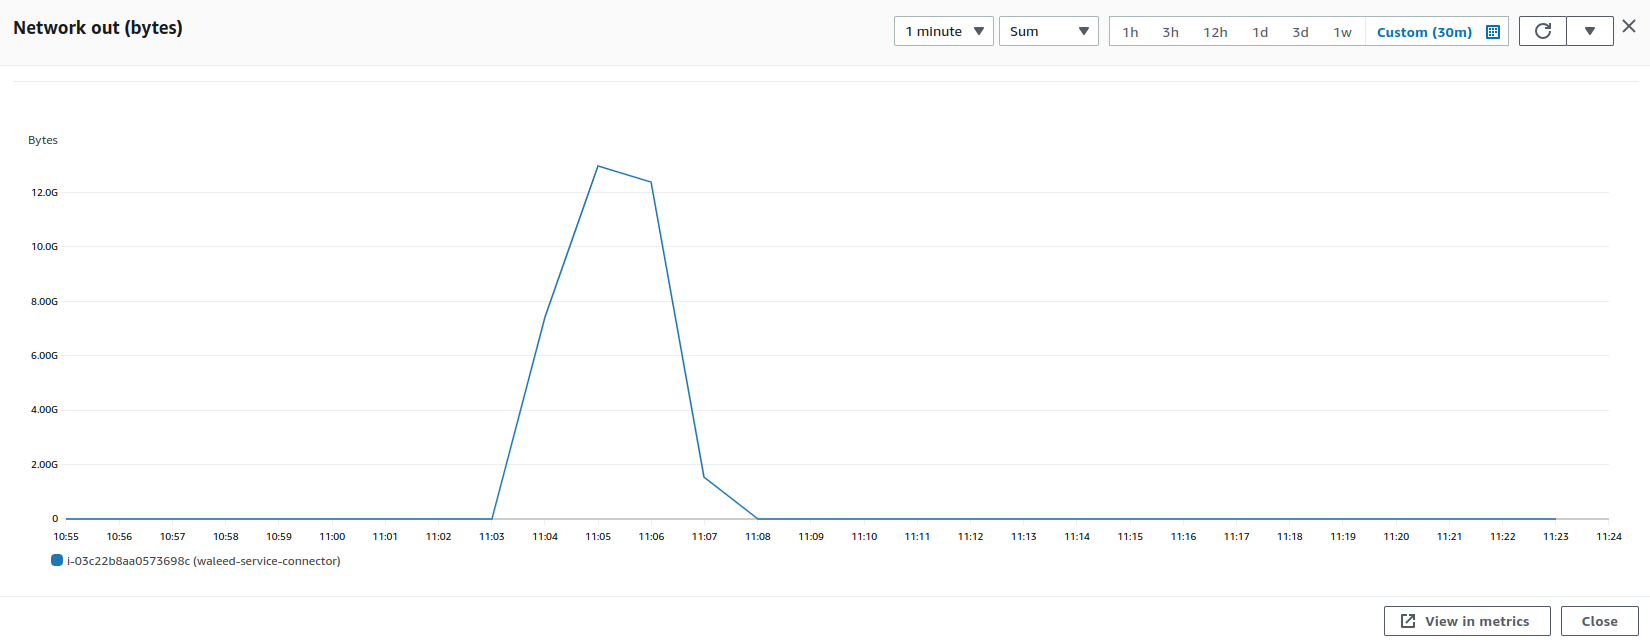 Network out (bytes)
1 minute Sum 1h 3h 12h 1d 3d 1w Custom (30m)
Bytes
12.0G
10.0G
8.00G
6.00G
4.00G
2.00G
0
10:55 10:56 10:57 10:58 10:59 11:00 11:01 11:02 11:03 11:04 11:05 11:06 11:07 11:08 11:09 11:10 11:11 11:12 11:13 11:14 11:15 11:16 11:17 11:18 11:19 11:20 11:21 11:22 11:23 11:24
i-03c22b8aa0573698c (waleed-service-connector)
View in metrics Close